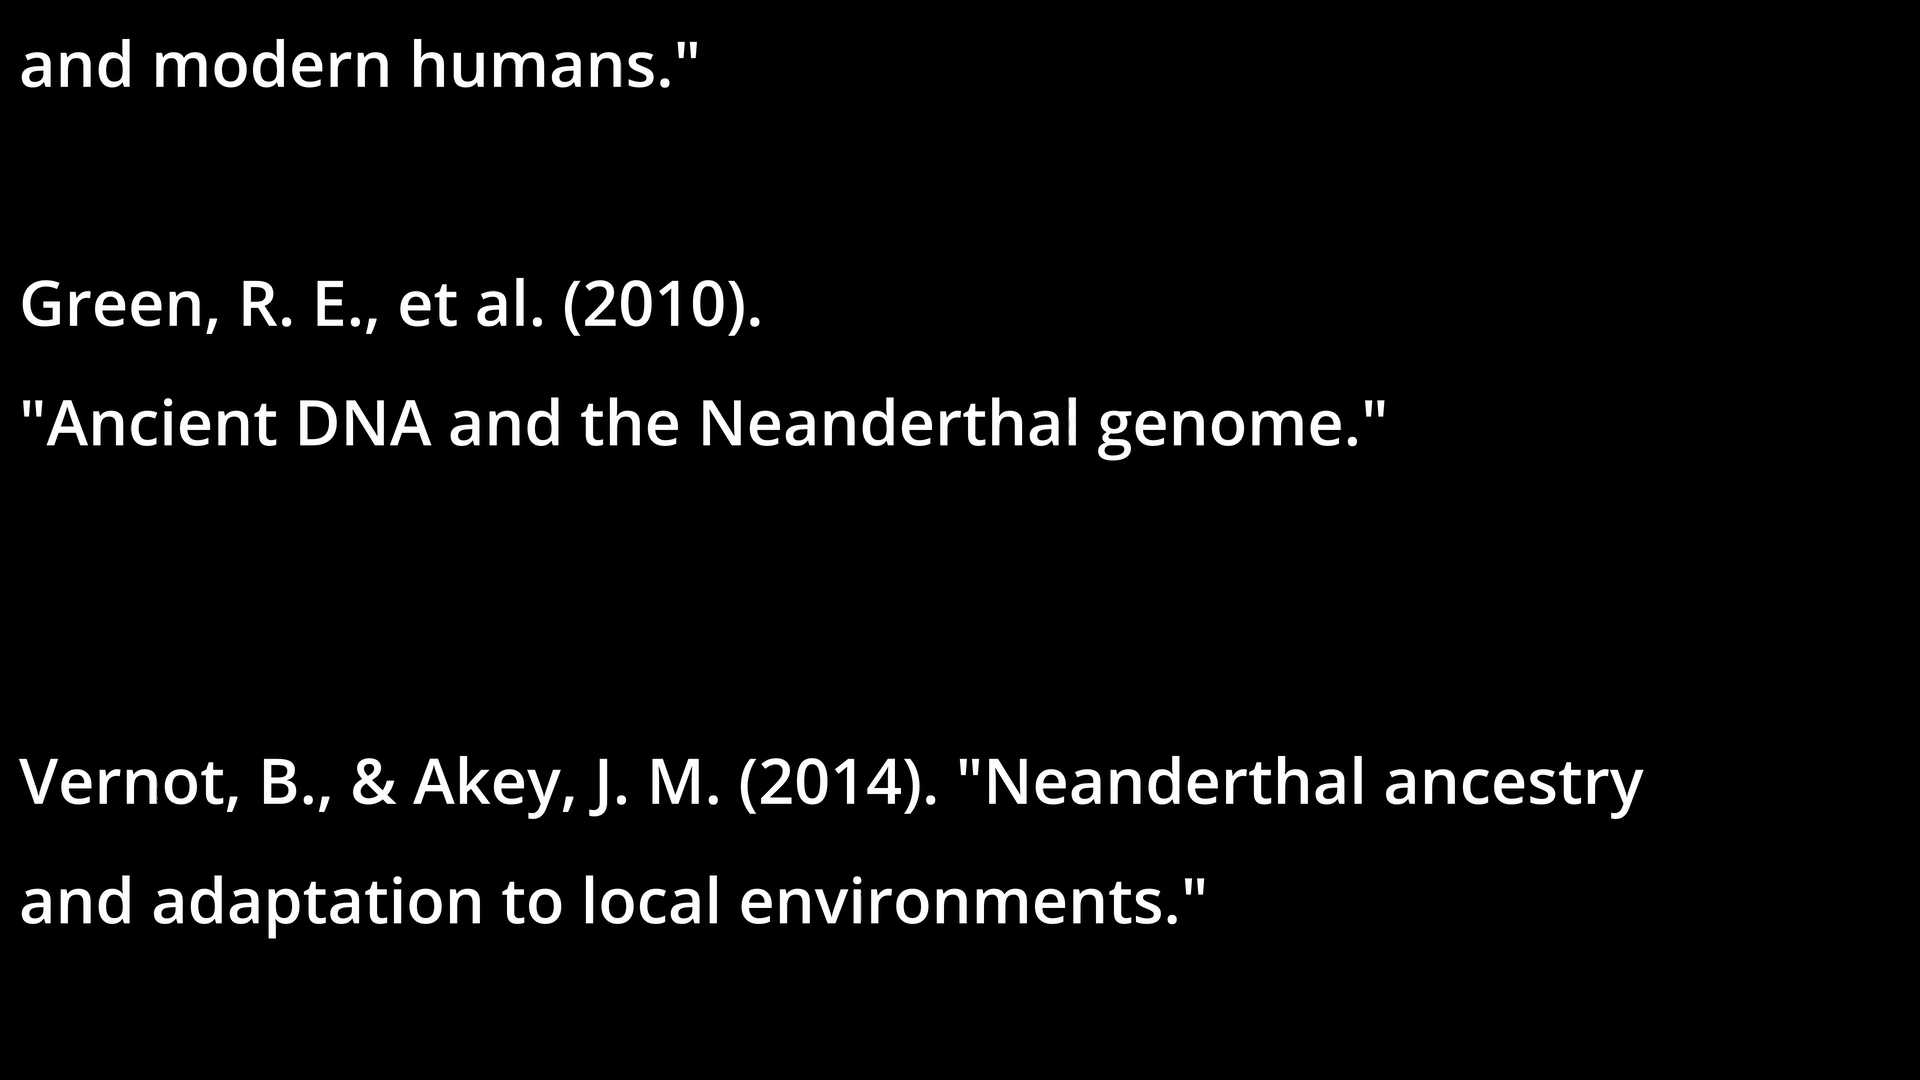 and modern humans."
Green, R. E., et al. (2010).
"Ancient DNA and the Neanderthal genome."
Vernot, B., & Akey, J. M. (2014). "Neanderthal ancestry
and adaptation to local environments."